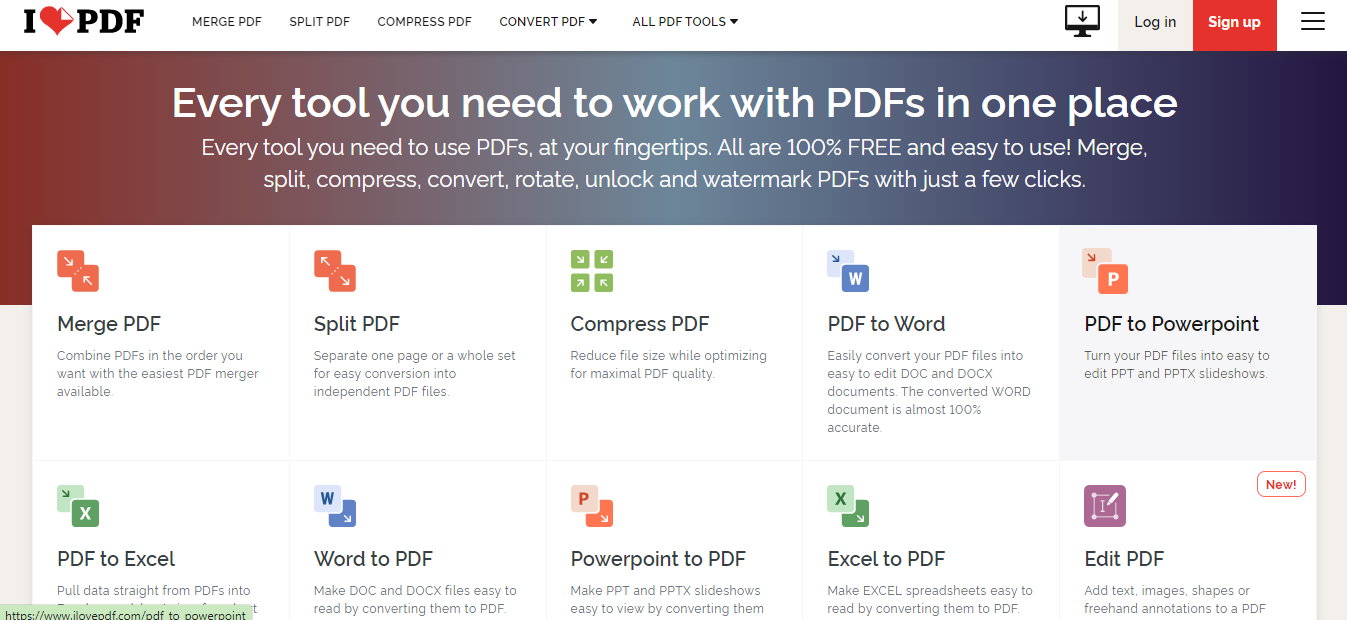 I PDF
MERGE PDF
SPLIT PDF
COMPRESS PDF
CONVERT PDF
ALL PDF TOOLS
Log in
Sign up
Every tool you need to work with PDFs in one place
Every tool you need to use PDFs, at your fingertips. All are 100% FREE and easy to use! Merge,
split, compress, convert, rotate, unlock and watermark PDFs with just a few clicks.
Merge PDF
Combine PDFs in the order you
want with the easiest PDF merger
available.
Split PDF
Separate one page or a whole set
for easy conversion into
independent PDF files.
Compress PDF
Reduce file size while optimizing
for maximal PDF quality.
W
PDF to Word
Easily convert your PDF files into
easy to edit DOC and DOCX
documents. The converted WORD
document is almost 100%
accurate.
P
PDF to Powerpoint
Turn your PDF files into easy to
edit PPT and PPTX slideshows.
X
PDF to Excel
Pull data straight from PDFs into
W
Word to PDF
Make DOC and DOCX files easy to
read by converting them to PDF.
P
Powerpoint to PDF
Make PPT and PPTX slideshows
easy to view by converting them
X
Excel to PDF
Make EXCEL spreadsheets easy to
read by converting them to PDF.
New!
Edit PDF
Add text, images, shapes or
freehand annotations to a PDF
https://www.ilovepdf.com/pdf_to_powerpoint